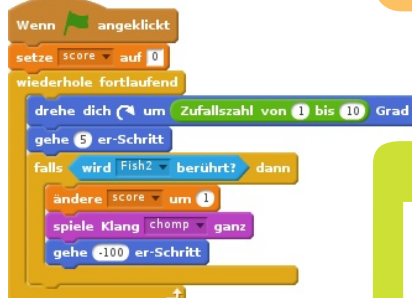 Wenn angeklickt
setze score auf 0
wiederhole fortlaufend
drehe dich um Zufallszahl von 1 bis 10 Grad
gehe 5 er-Schritt
falls wird Fish2 berührt? dann
ändere score um 1
spiele Klang chomp ganz
gehe -100 er-Schritt